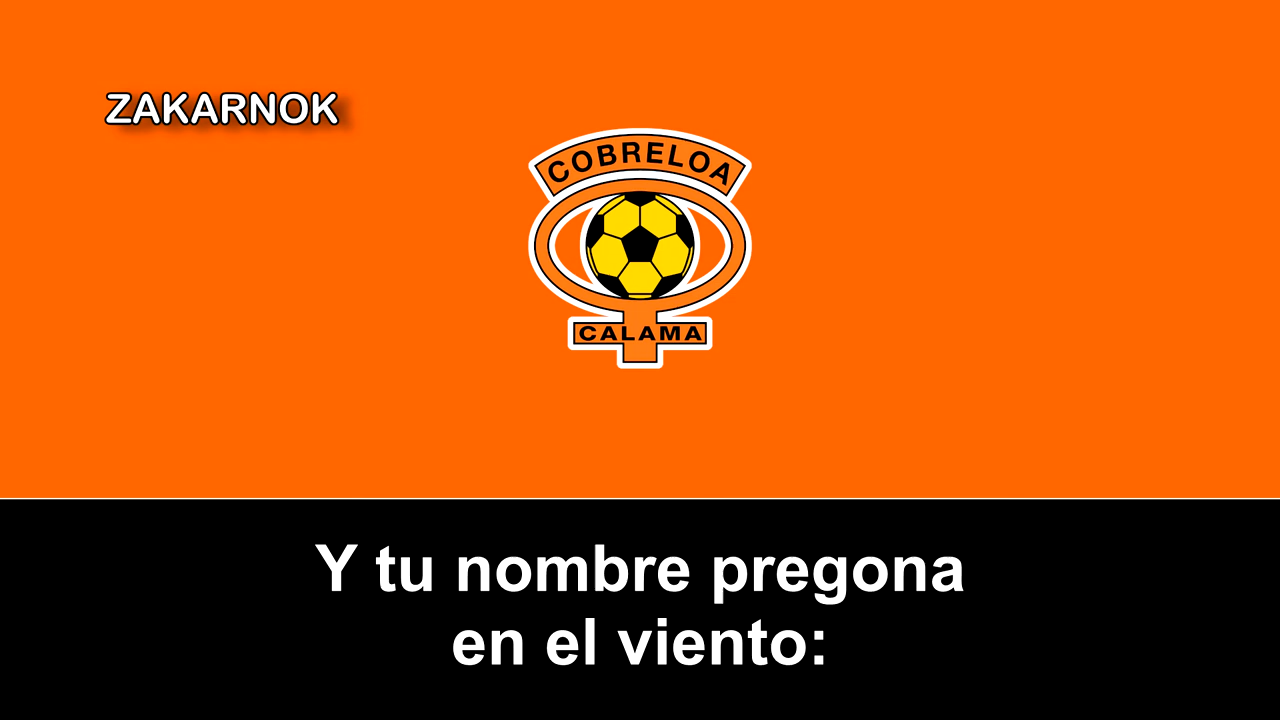 ZAKARNOK
COBRELOA
CALAMA
Y tu nombre pregona
en el viento: